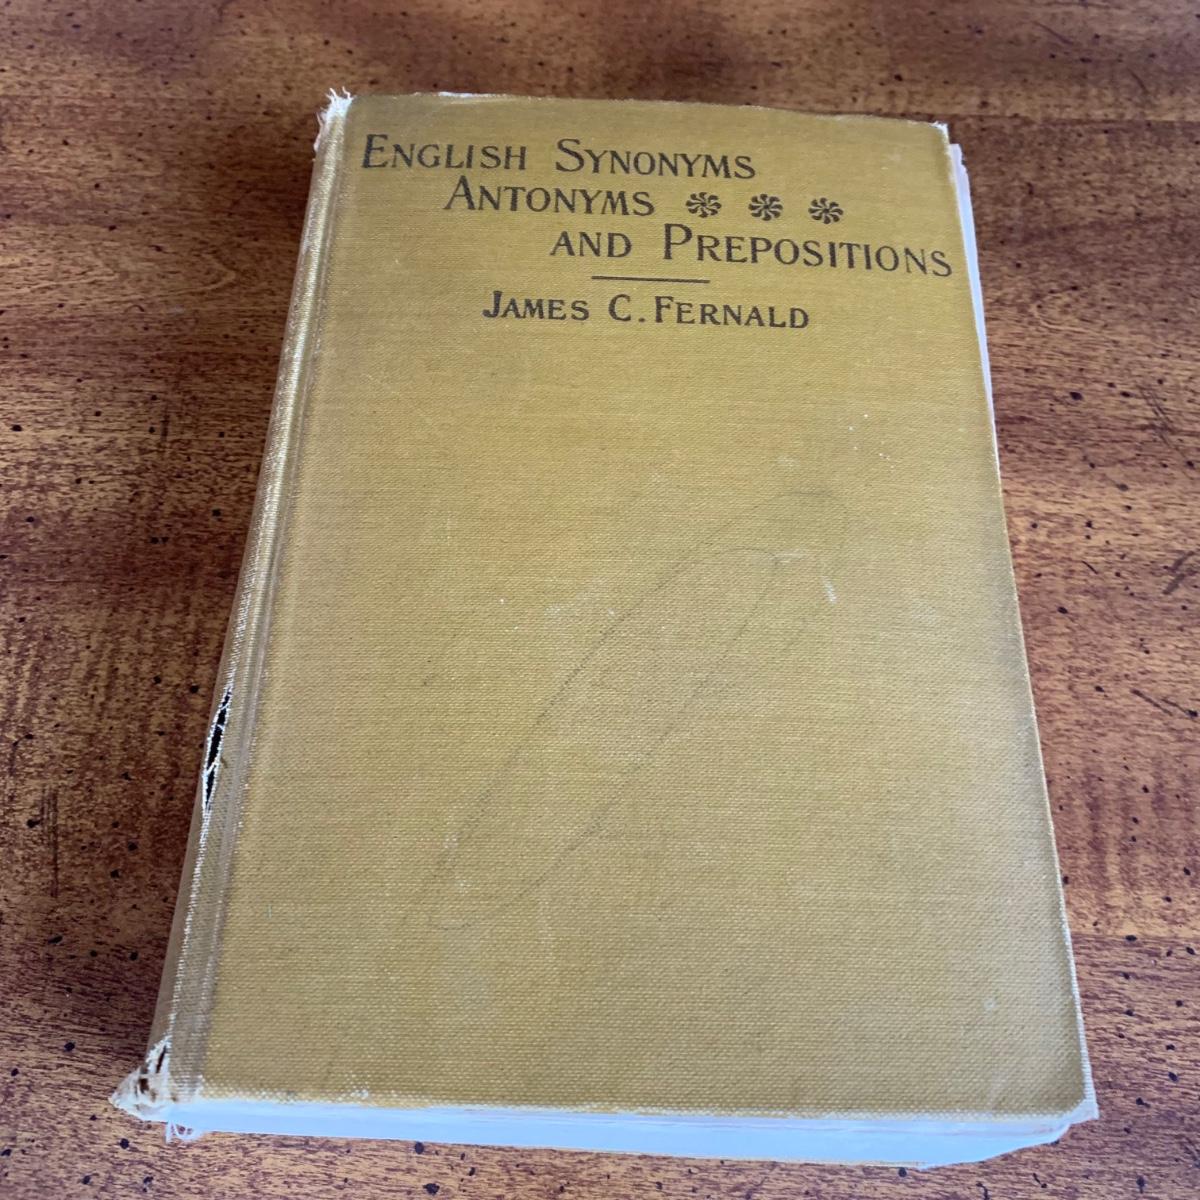 English Synonyms
Antonyms
and Prepositions
James C. Fernald